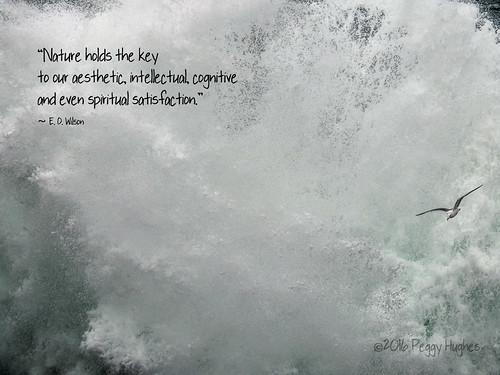 “Nature holds the key
to our aesthetic, intellectual, cognitive
and even spiritual satisfaction.”
~ E. O. Wilson
©2016 Peggy Hughes